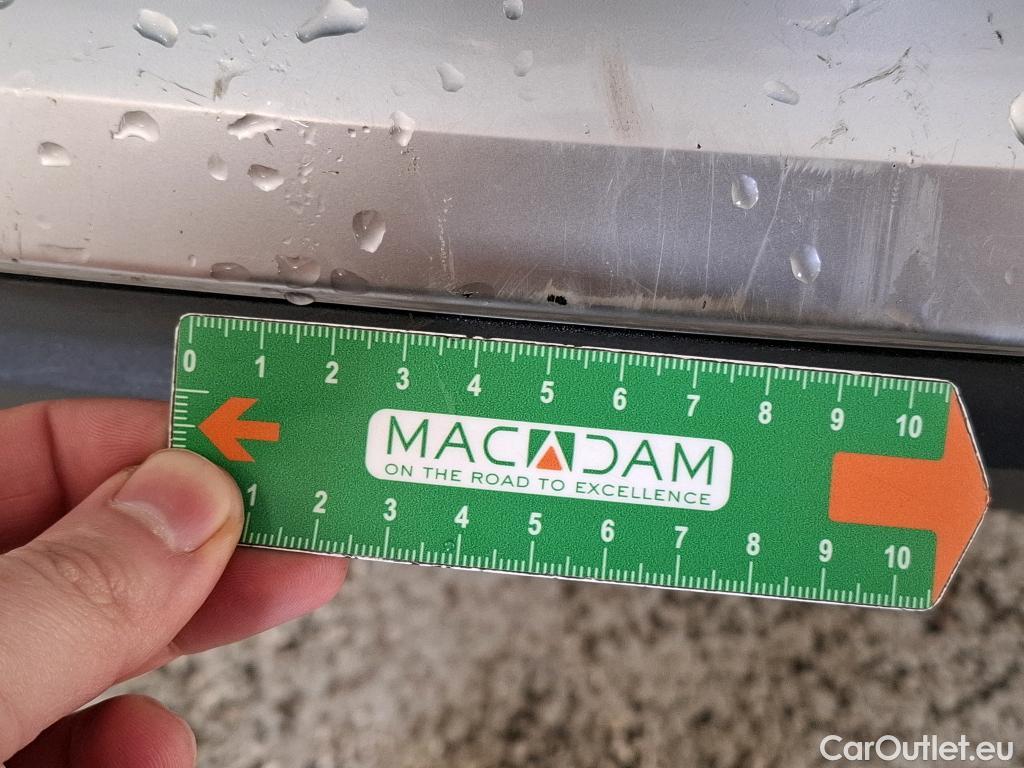 0 1 2 3 4 5 6 7 8 9 10
MACADAM
ON THE ROAD TO EXCELLENCE
1 2 3 4 5 6 7 8 9 10
CarOutlet.eu